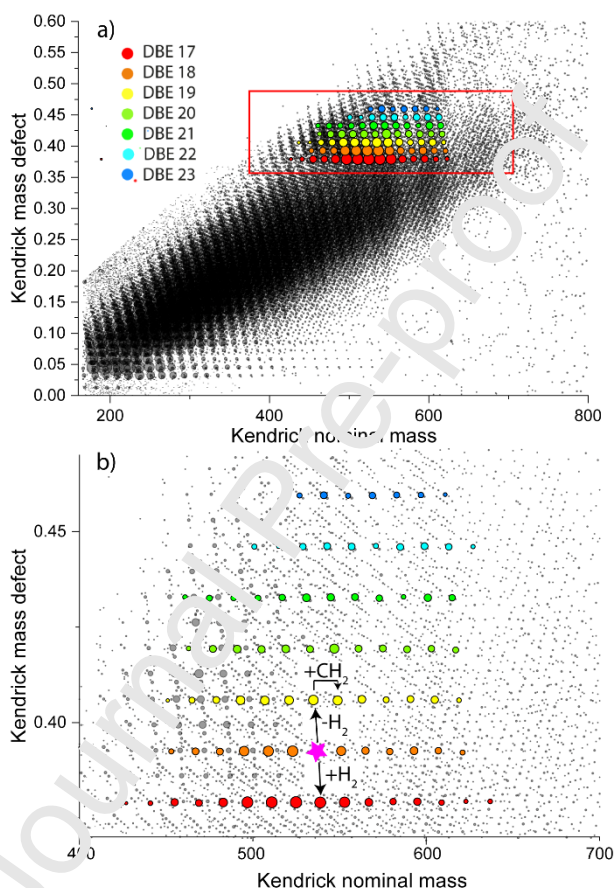 a)
DBE 17
DBE 18
DBE 19
DBE 20
DBE 21
DBE 22
DBE 23
0.60
0.55
0.50
0.45
0.40
0.35
0.30
0.25
0.20
0.15
0.10
0.05
0.00
Kendrick mass defect
200
400
600
800
Kendrick nominal mass
b)
0.45
0.40
Kendrick mass defect
+CH2
-H2
+H2
400
500
600
700
Kendrick nominal mass
Journal Pre-proof